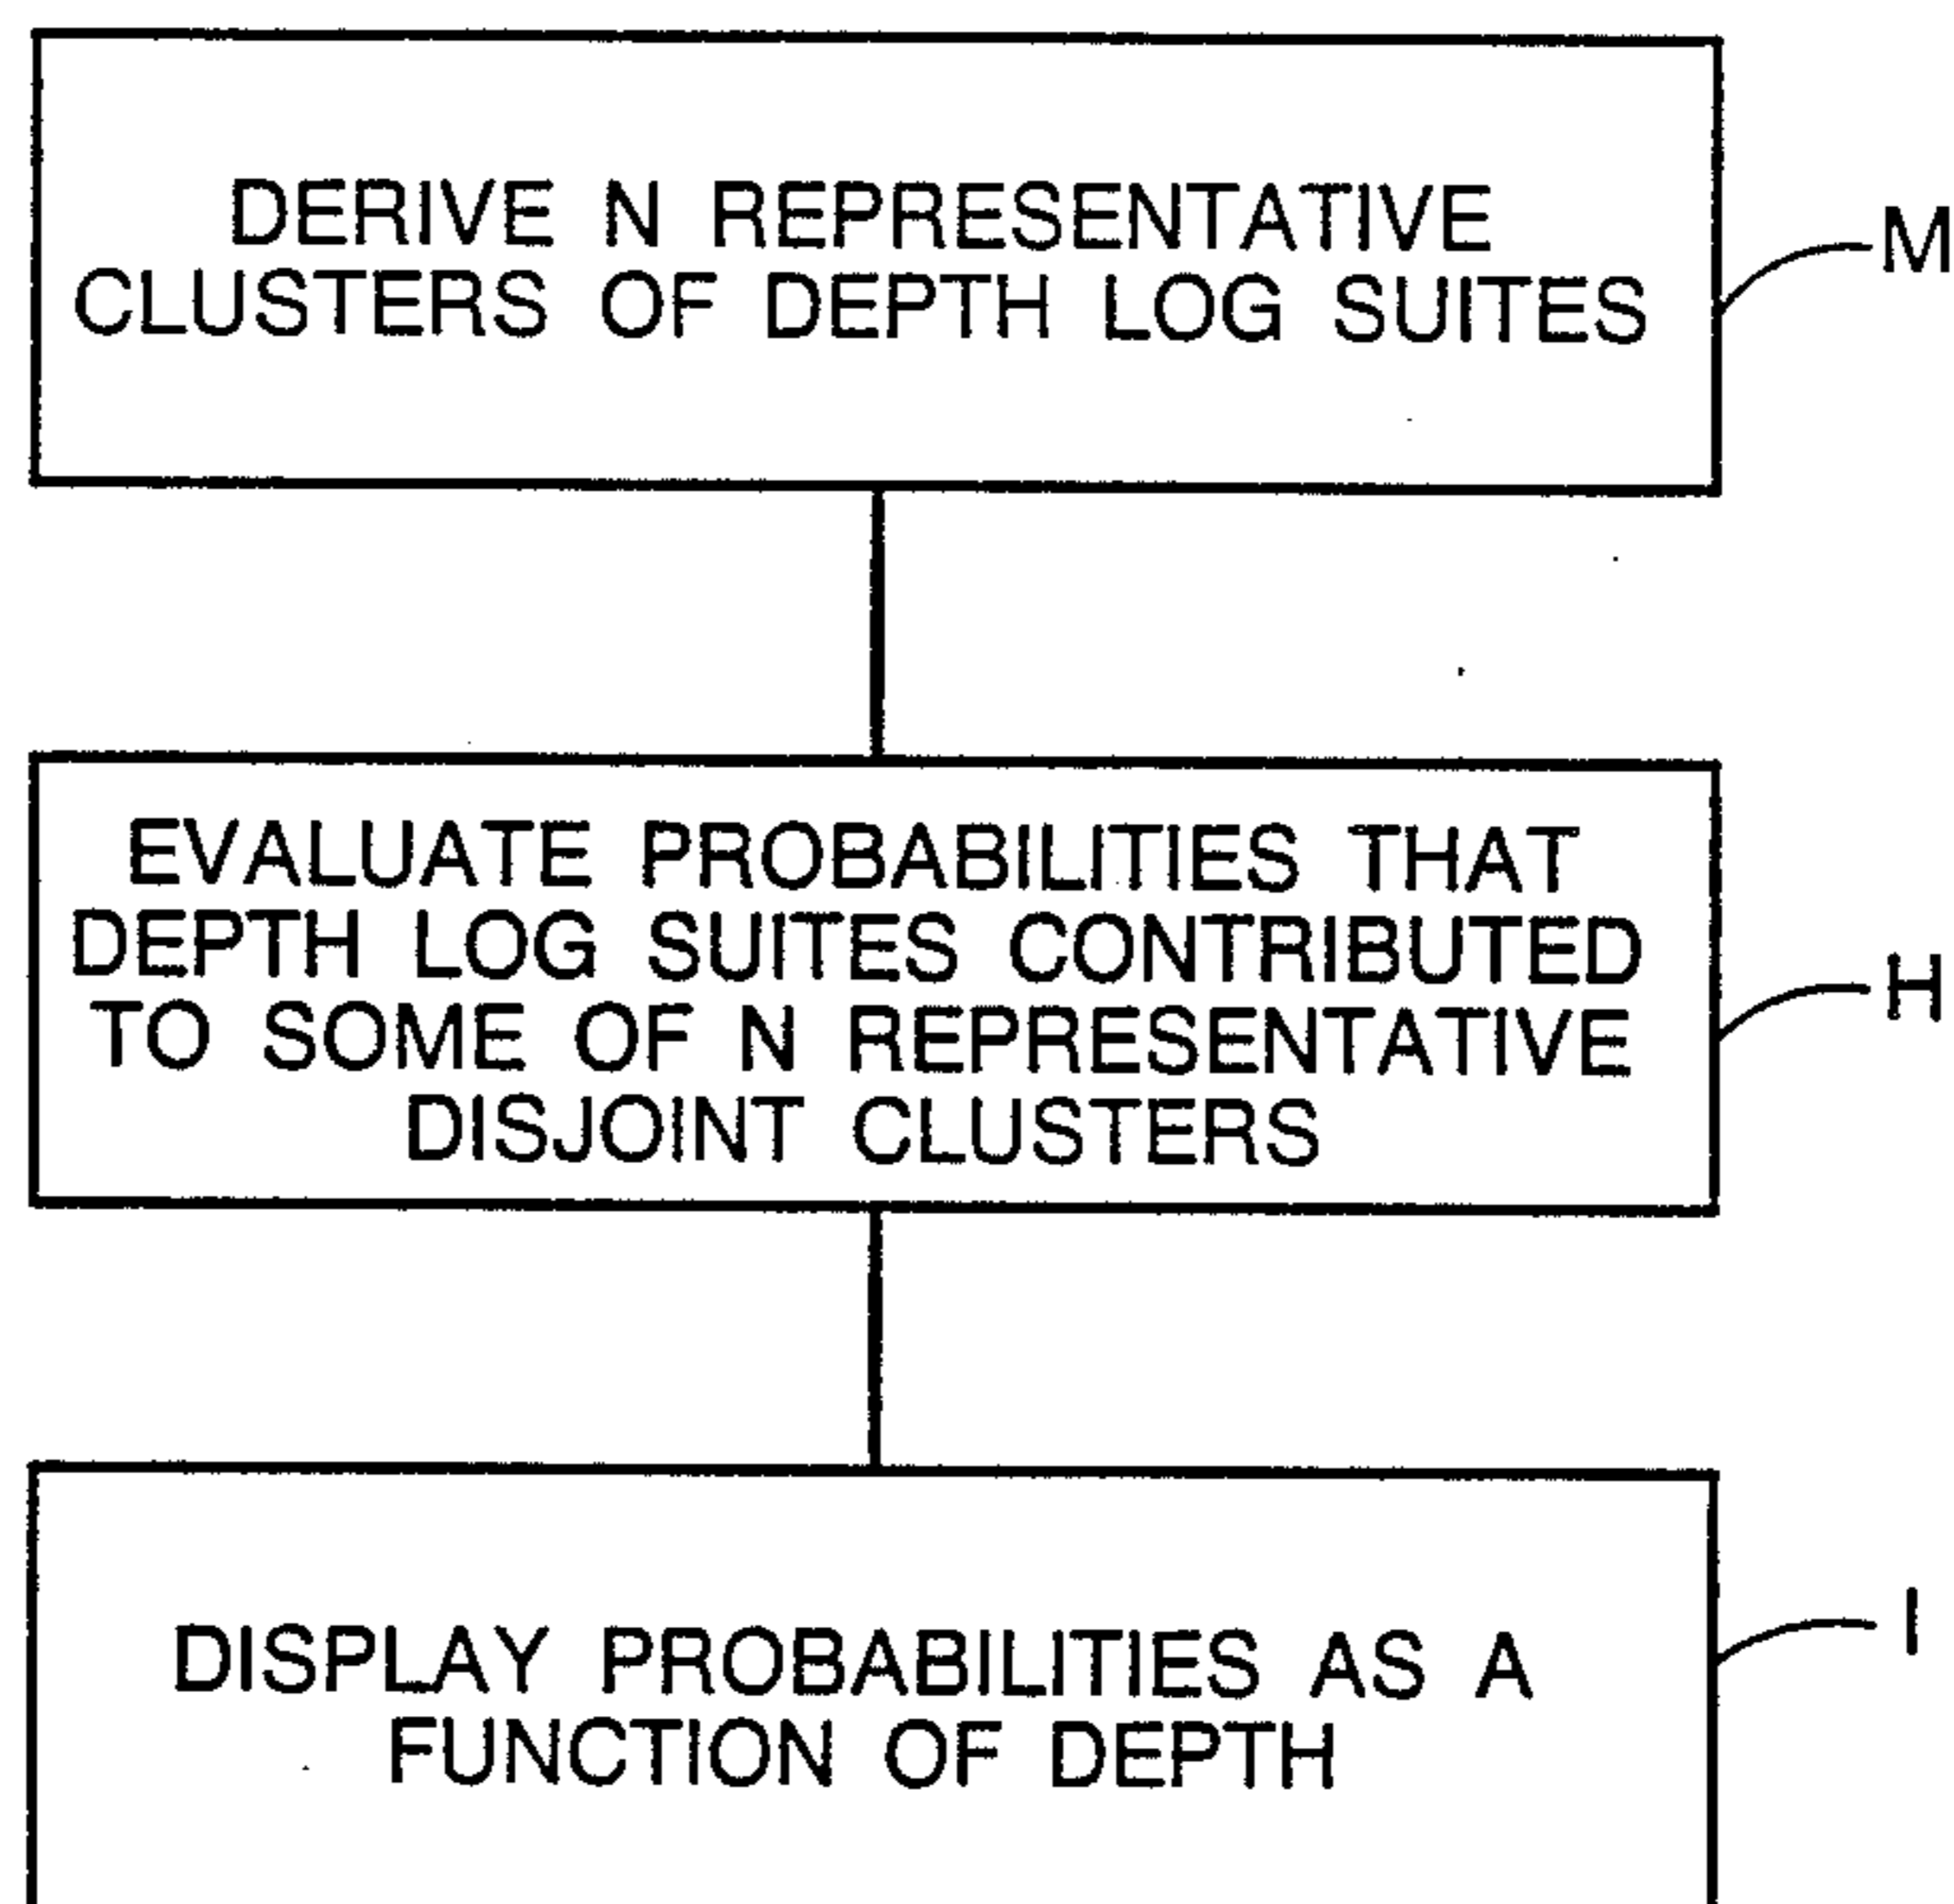 DERIVE N REPRESENTATIVE
CLUSTERS OF DEPTH LOG SUITES
M
EVALUATE PROBABILITIES THAT
DEPTH LOG SUITES CONTRIBUTED
TO SOME OF N REPRESENTATIVE
DISJOINT CLUSTERS
H
DISPLAY PROBABILITIES AS A
FUNCTION OF DEPTH
I